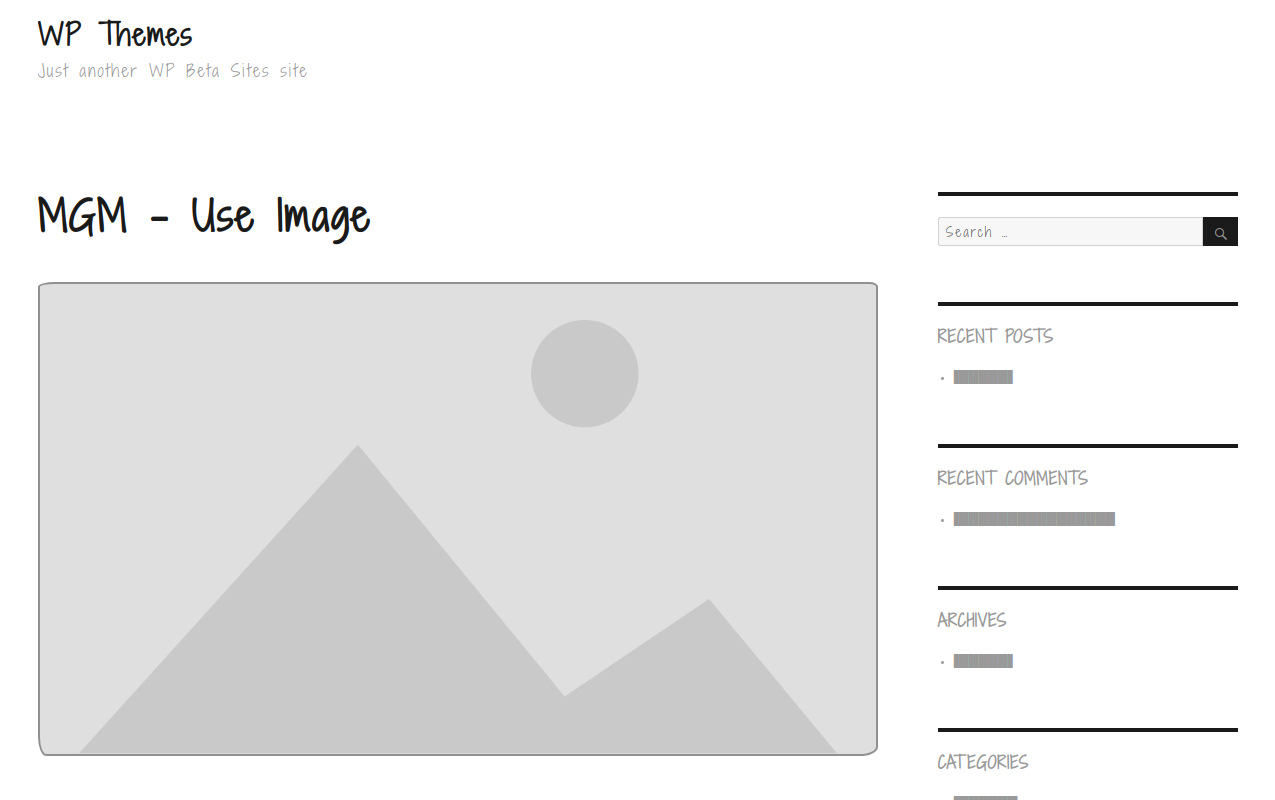 WP Themes
Just another WP Beta Sites site
MGM – Use Image
Search …
RECENT POSTS
RECENT COMMENTS
ARCHIVES
CATEGORIES